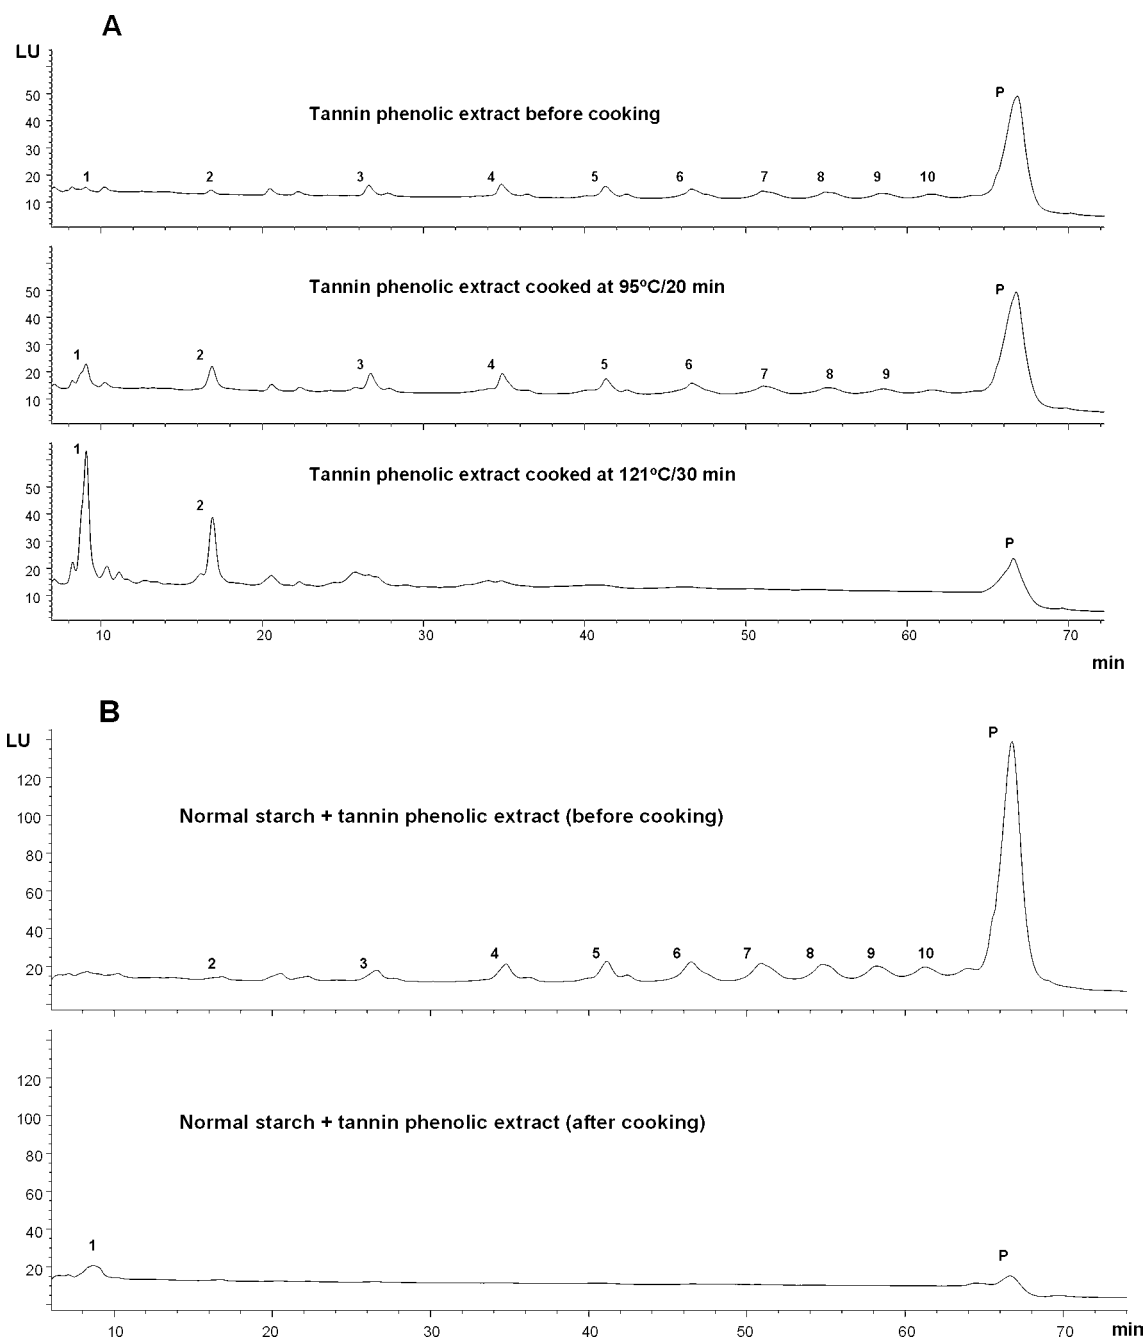 A
LU
50
40
30
20
10
Tannin phenolic extract before cooking
1 2 3 4 5 6 7 8 9 10 P
50
40
30
20
10
Tannin phenolic extract cooked at 95ºC/20 min
1 2 3 4 5 6 7 8 9 P
50
40
30
20
10
Tannin phenolic extract cooked at 121ºC/30 min
1 2 P
10 20 30 40 50 60 70
min
B
LU
120
100
80
60
40
20
0
Normal starch + tannin phenolic extract (before cooking)
2 3 4 5 6 7 8 9 10 P
120
100
80
60
40
20
0
Normal starch + tannin phenolic extract (after cooking)
1 P
10 20 30 40 50 60 70 min